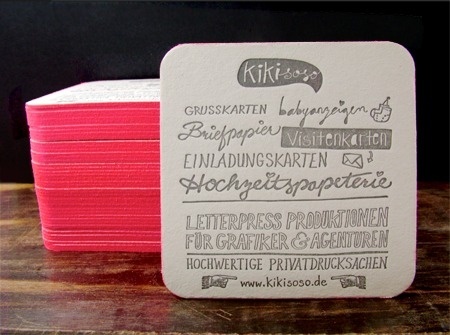 kikisoso
GRUSSKARTEN babyanzeigen
Briefpapier Visitenkarten
EINLADUNGSKARTEN
Hochzeitspapeterie
LETTERPRESS PRODUKTIONEN
FÜR GRAFIKER & AGENTUREN
HOCHWERTIGE PRIVATDRUCKSACHEN
www.kikisoso.de